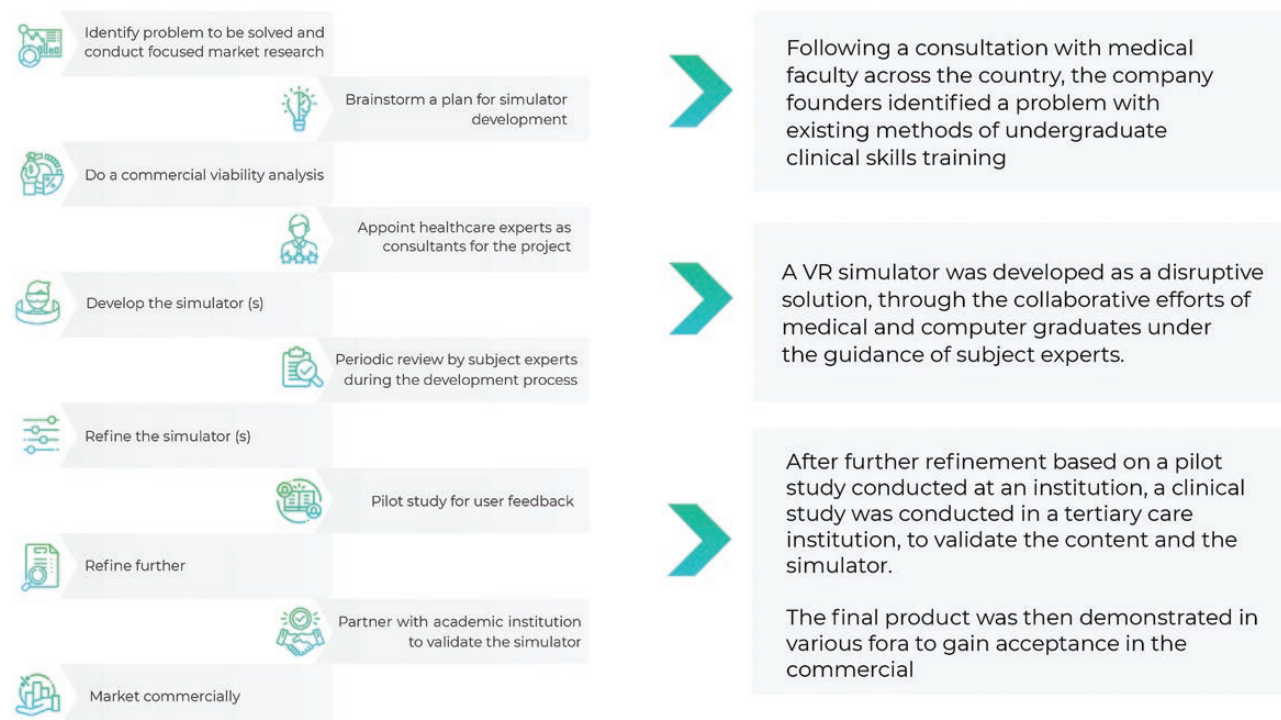 Identify problem to be solved and
conduct focused market research
Brainstorm a plan for simulator
development
Do a commercial viability analysis
Appoint healthcare experts as
consultants for the project
Develop the simulator (s)
Periodic review by subject experts
during the development process
Refine the simulator (s)
Pilot study for user feedback
Refine further
Partner with academic institution
to validate the simulator
Market commercially
Following a consultation with medical
faculty across the country, the company
founders identified a problem with
existing methods of undergraduate
clinical skills training
A VR simulator was developed as a disruptive
solution, through the collaborative efforts of
medical and computer graduates under
the guidance of subject experts.
After further refinement based on a pilot
study conducted at an institution, a clinical
study was conducted in a tertiary care
institution, to validate the content and the
simulator.
The final product was then demonstrated in
various fora to gain acceptance in the
commercial